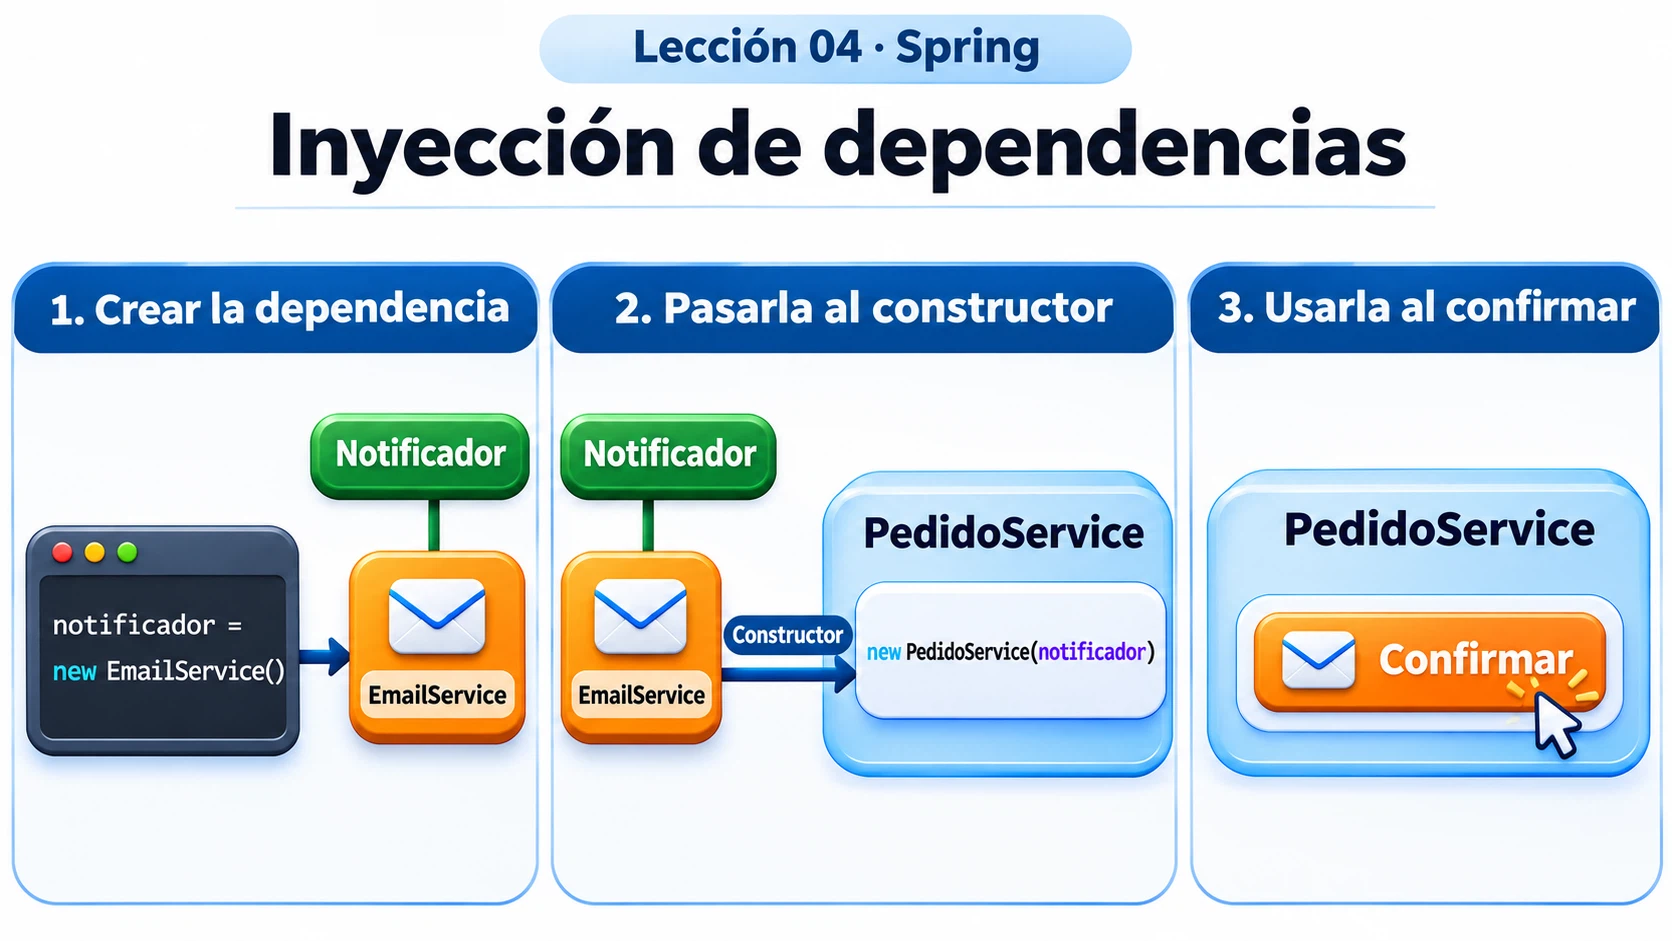 Lección 04 · Spring
Inyección de dependencias
1. Crear la dependencia
Notificador
notificador =
new EmailService()
EmailService
2. Pasarla al constructor
Notificador
EmailService
Constructor
PedidoService
new PedidoService(notificador)
3. Usarla al confirmar
PedidoService
Confirmar